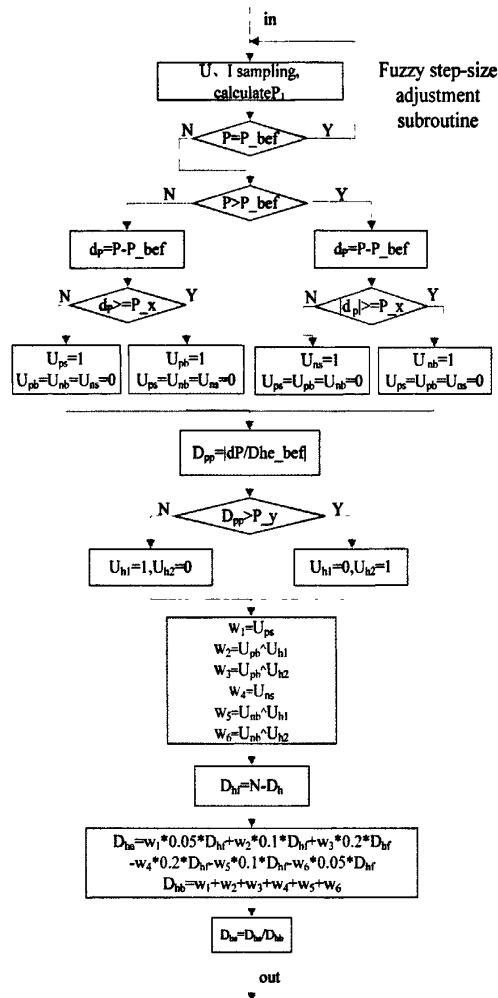 in
Fuzzy step-size
adjustment
subroutine
U、I sampling,
calculateP₁
N P=P_bef Y
N P>P_bef Y
dₚ=P-P_bef dₚ=P-P_bef
N dₚ>=P_x Y N |dₚ|>=P_x Y
Uₚₛ=1 Uₚb=1 Uₙₛ=1 Uₙb=1
Uₚb=Uₙb=Uₙₛ=0 Uₚₛ=Uₙb=Uₙₛ=0 Uₚₛ=Uₚb=Uₙb=0 Uₚₛ=Uₚb=Uₙₛ=0
Dₚₚ=|dP/Dhe_bef|
N Dₚₚ>P_y Y
Uₕ₁=1,Uₕ₂=0 Uₕ₁=0,Uₕ₂=1
w₁=Uₚₛ
w₂=Uₚb^Uₕ₁
w₃=Uₚb^Uₕ₂
w₄=Uₙₛ
w₅=Uₙb^Uₕ₁
w₆=Uₙb^Uₕ₂
Dₕf=N-Dₕ
Dₕₐ=w₁*0.05*Dₕf+w₂*0.1*Dₕf+w₃*0.2*Dₕf
-w₄*0.2*Dₕf-w₅*0.1*Dₕf-w₆*0.05*Dₕf
Dₕb=w₁+w₂+w₃+w₄+w₅+w₆
out